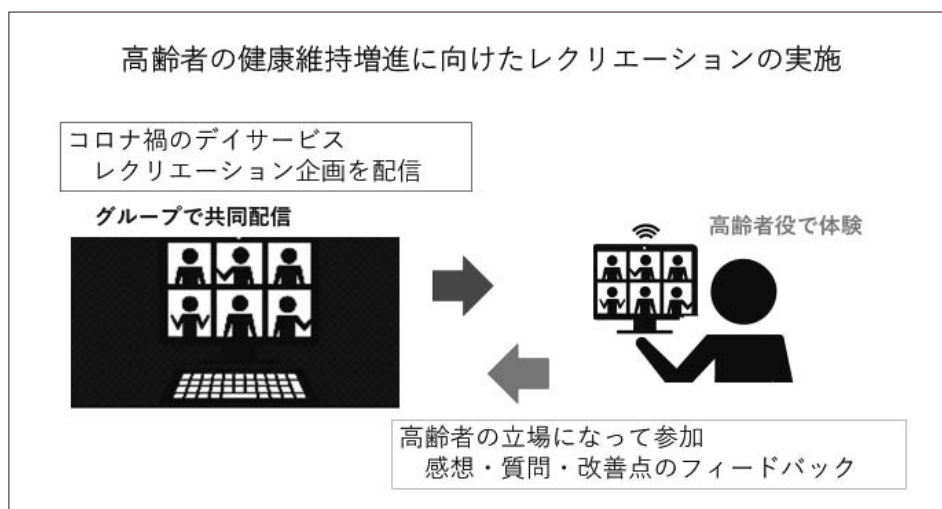 高齢者の健康維持増進に向けたレクリエーションの実施
コロナ禍のデイサービス
レクリエーション企画を配信
グループで共同配信
高齢者役で体験
高齢者の立場になって参加
感想・質問・改善点のフィードバック